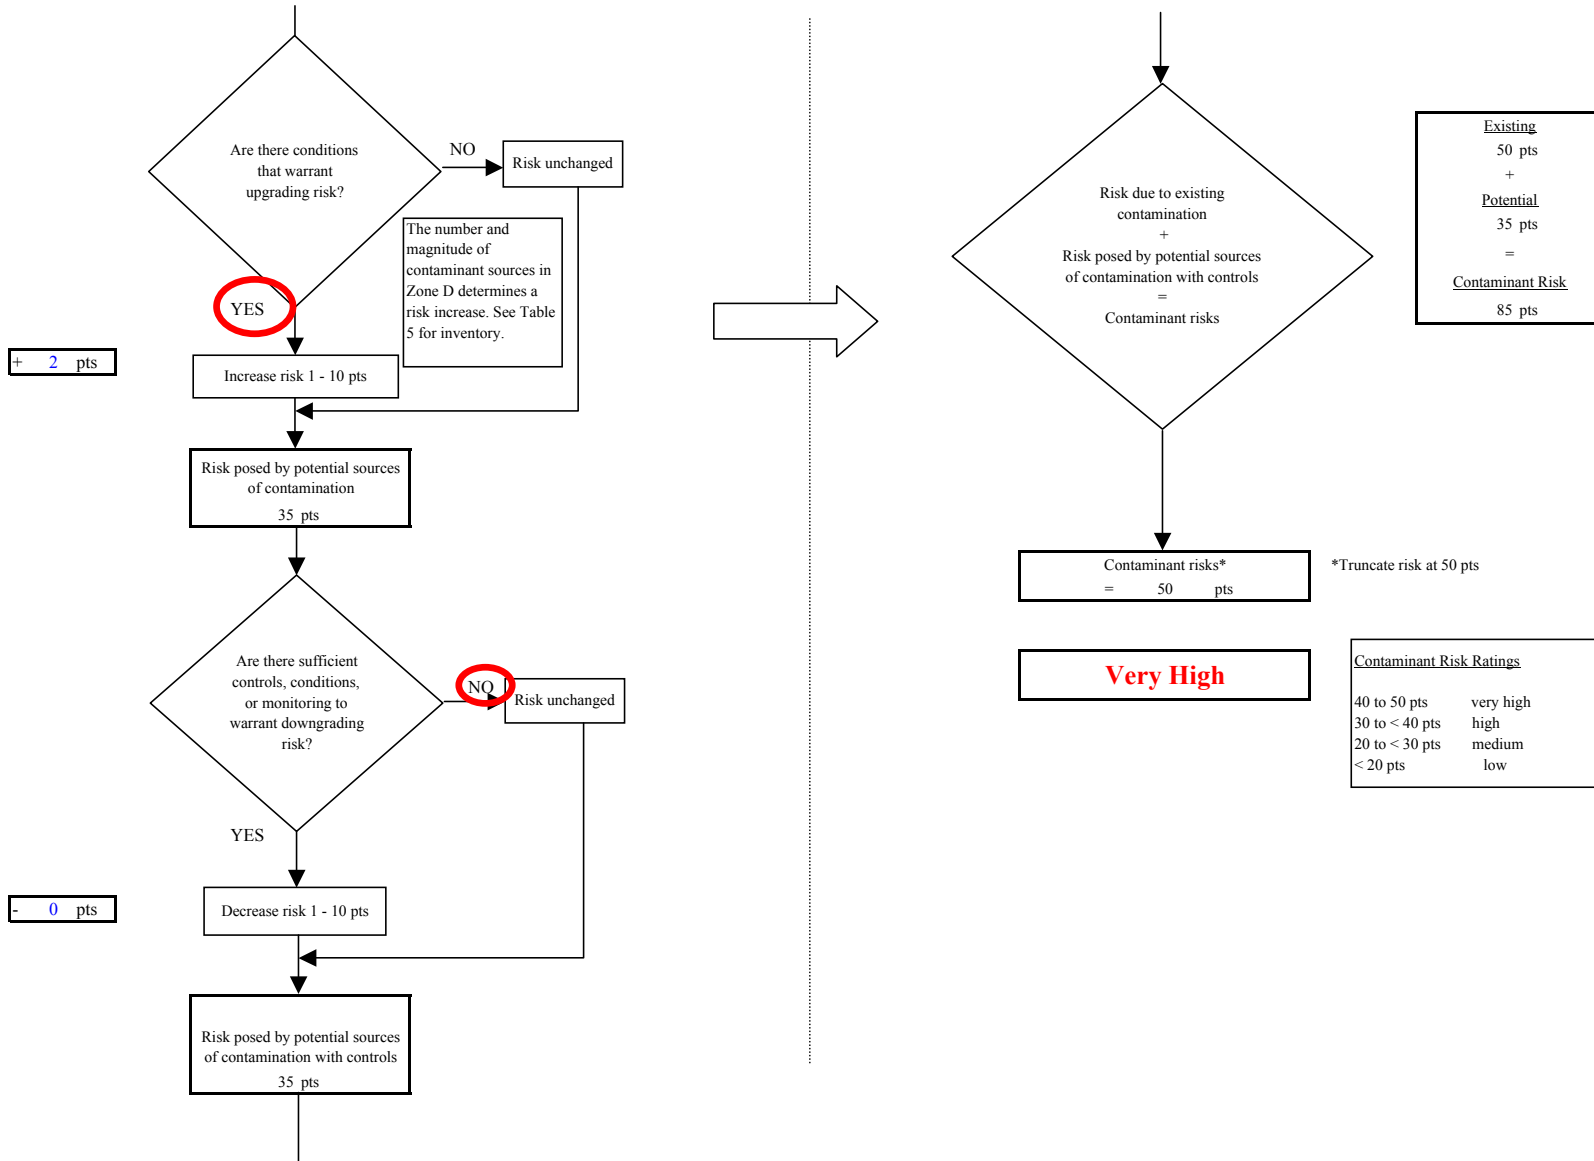 Are there conditions
that warrant
upgrading risk?
NO
Risk unchanged
The number and
magnitude of
contaminant sources in
Zone D determines a
risk increase. See Table
5 for inventory.
YES
+ 2 pts
Increase risk 1 - 10 pts
Risk posed by potential sources
of contamination
35 pts
Are there sufficient
controls, conditions,
or monitoring to
warrant downgrading
risk?
NO
Risk unchanged
YES
- 0 pts
Decrease risk 1 - 10 pts
Risk posed by potential sources
of contamination with controls
35 pts
Risk due to existing
contamination
+
Risk posed by potential sources
of contamination with controls
=
Contaminant risks
Existing
50 pts
+
Potential
35 pts
=
Contaminant Risk
85 pts
Contaminant risks*
= 50 pts
*Truncate risk at 50 pts
Very High
Contaminant Risk Ratings
40 to 50 pts very high
30 to < 40 pts high
20 to < 30 pts medium
< 20 pts low